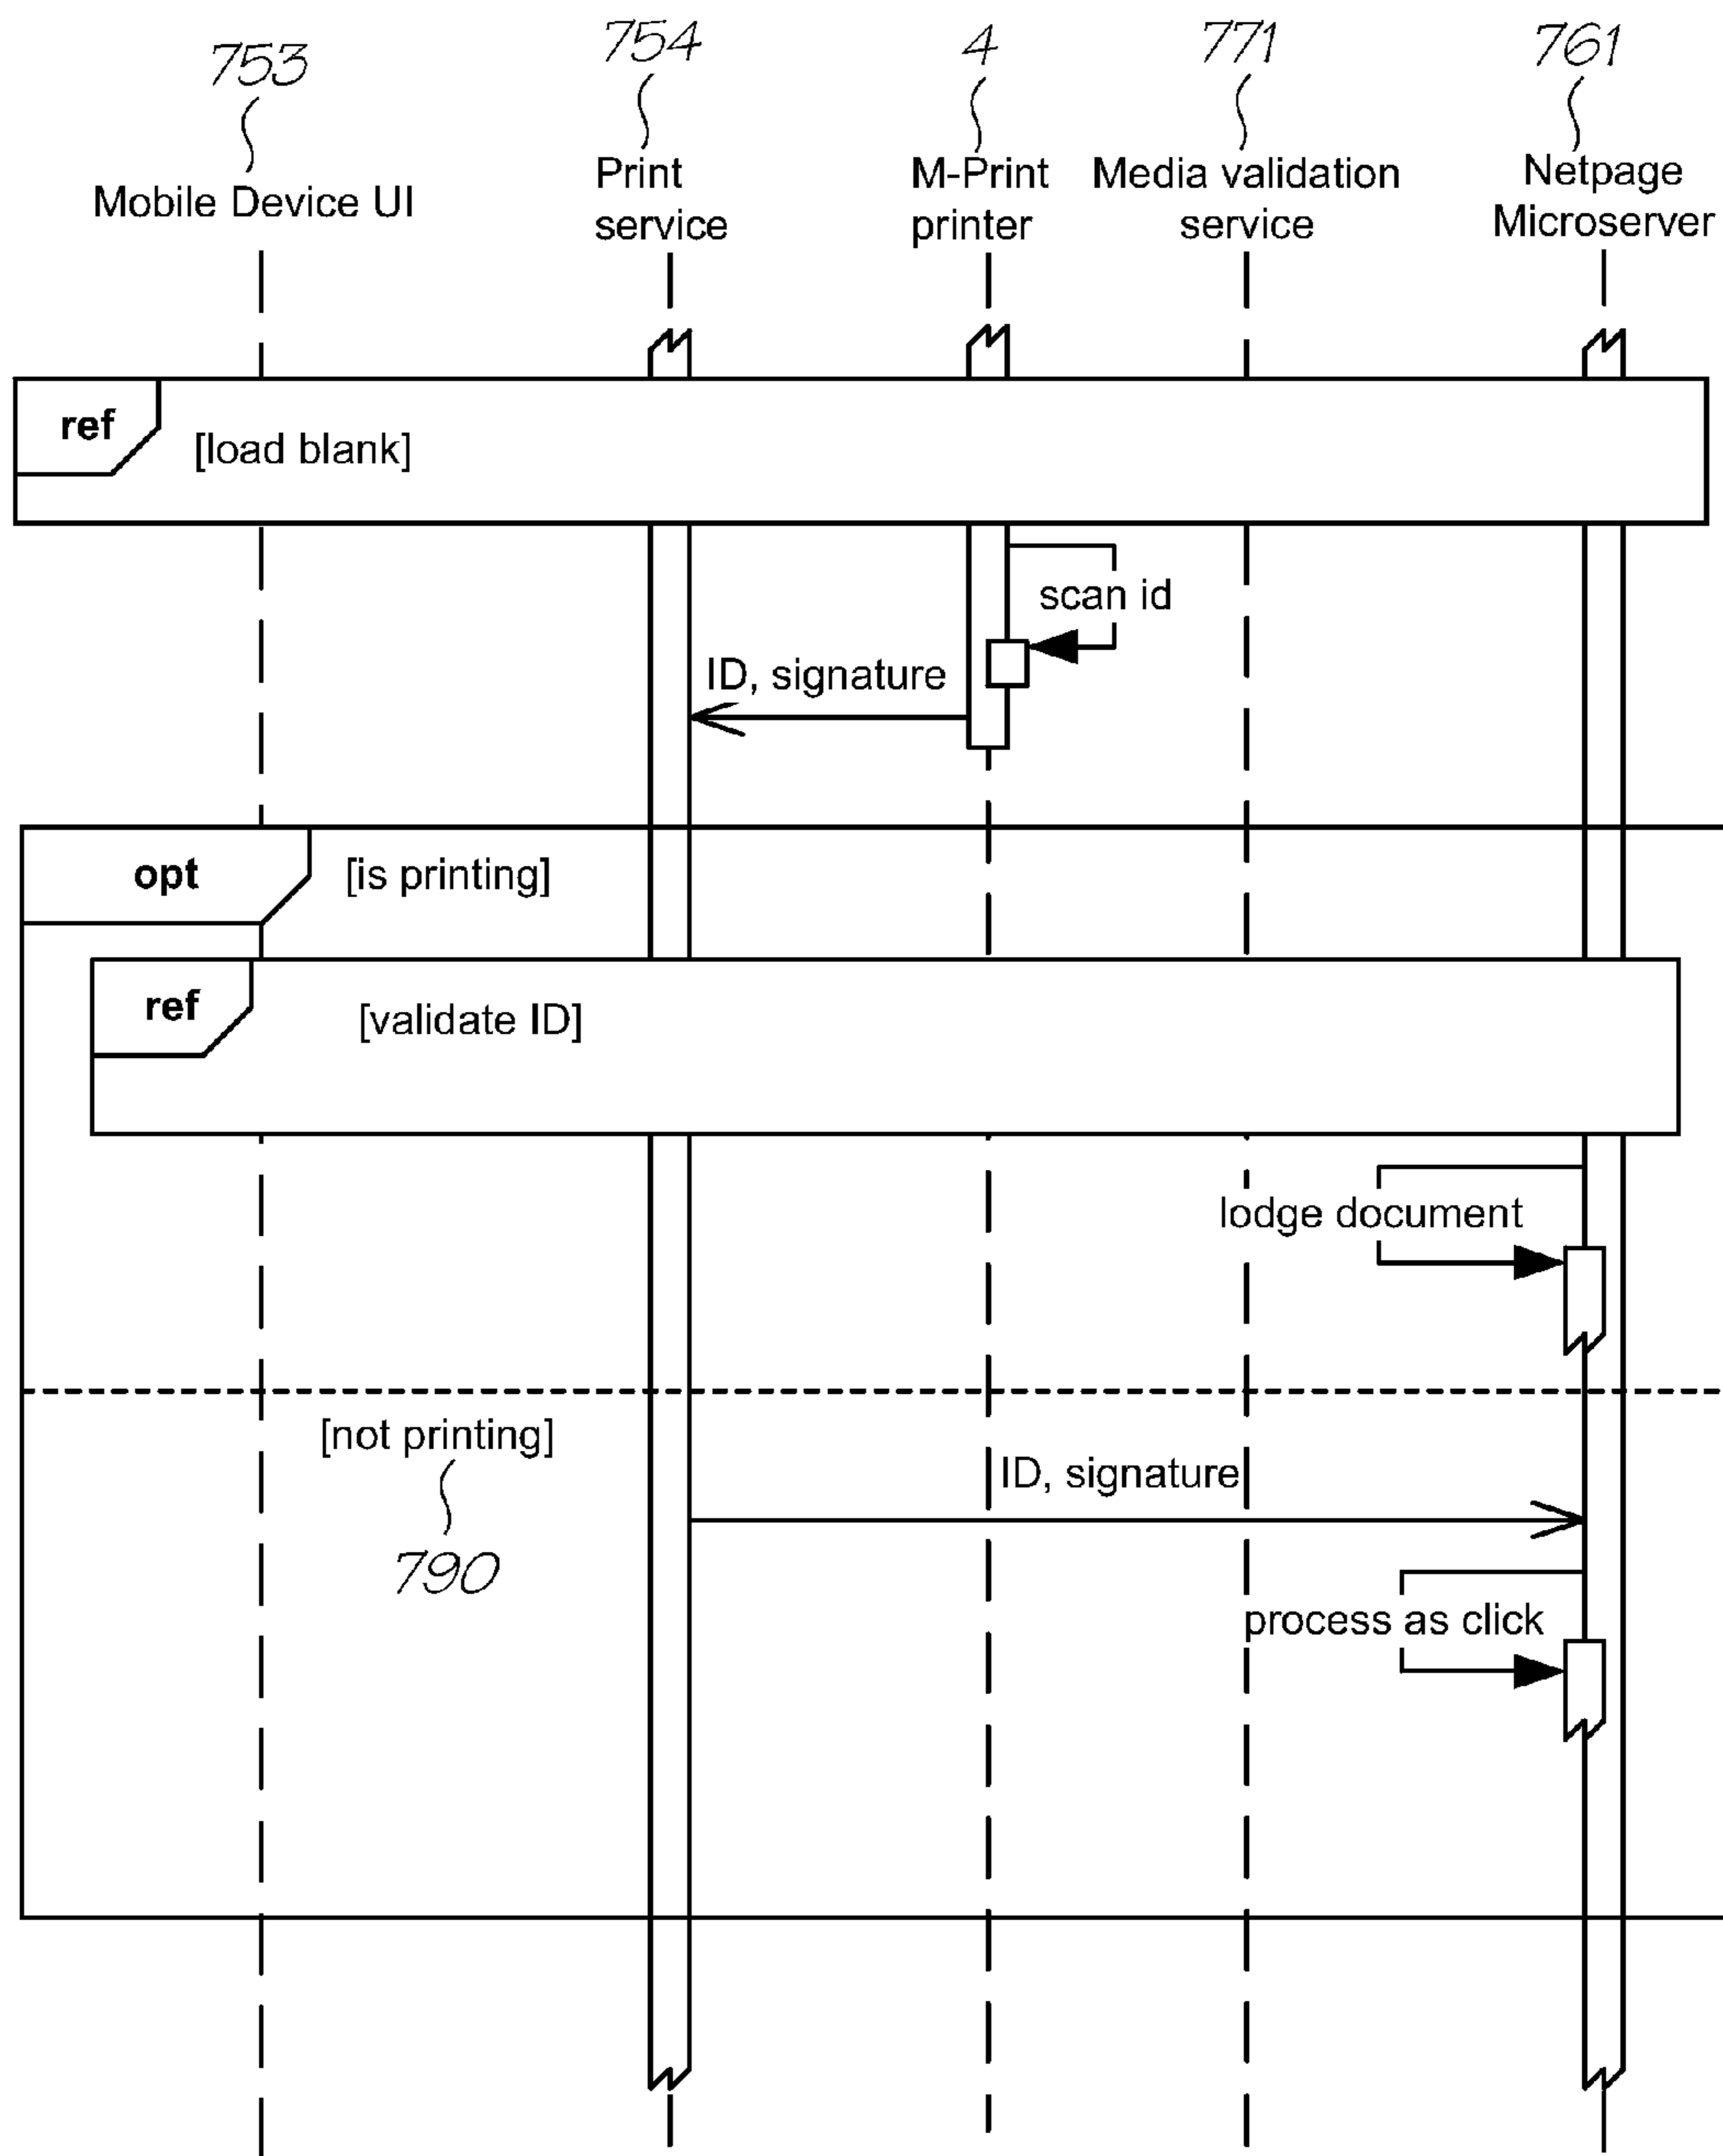 753
754
4
771
761
Mobile Device UI
Print
service
M-Print
printer
Media validation
service
Netpage
Microserver
ref
[load blank]
scan id
ID, signature
opt
[is printing]
ref
[validate ID]
lodge document
[not printing]
790
ID, signature
process as click